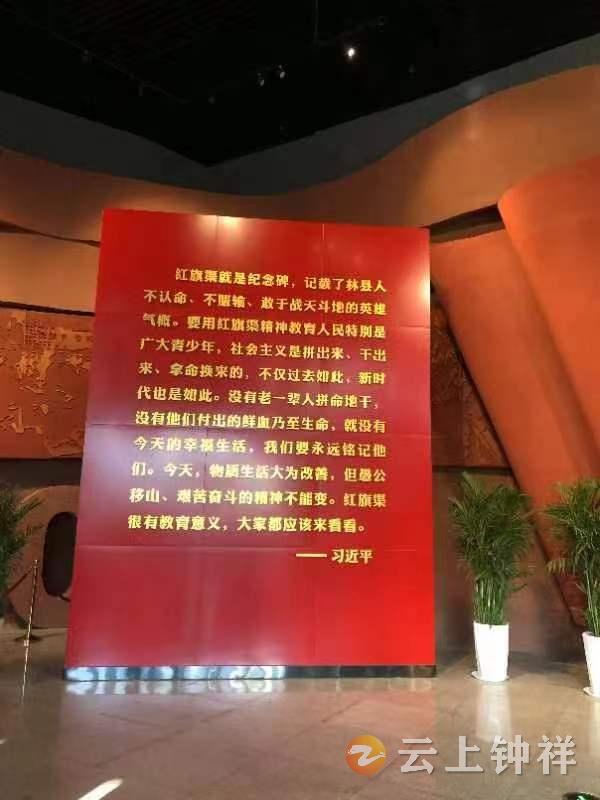 红旗渠就是纪念碑，记载了林县人
不认命、不服输、敢于战天斗地的英雄
气概。要用红旗渠精神教育人民特别是
广大青少年，社会主义是拼出来、干出
来、拿命换来的，不仅过去如此，新时
代也是如此。没有老一辈人拼命地干，
没有他们付出的鲜血乃至生命，就没有
今天的幸福生活，我们要永远铭记他
们。今天，物质生活大为改善，但愚公
移山、艰苦奋斗的精神不能变。红旗渠
很有教育意义，大家都应该来看看。
——习近平
云上钟祥